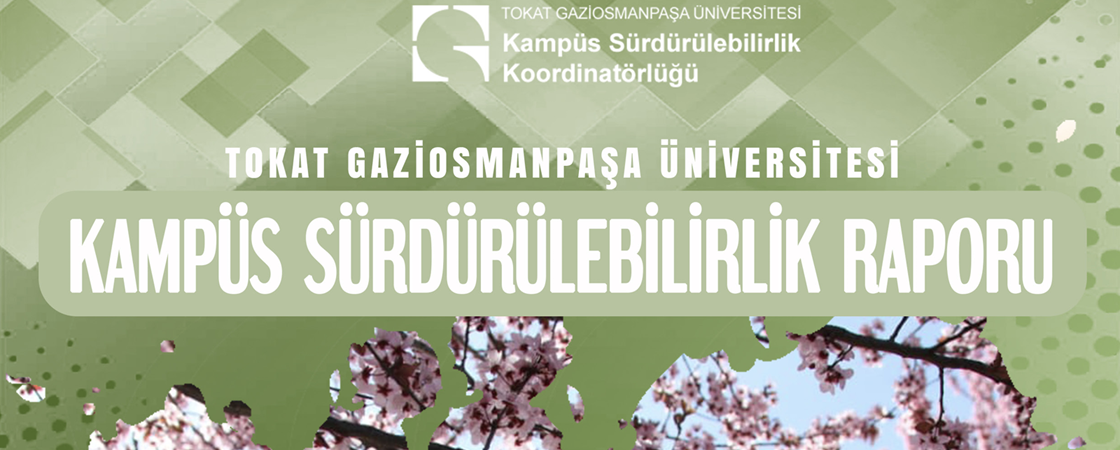 TOKAT GAZİOSMANPAŞA ÜNİVERSİTESİ
Kampüs Sürdürülebilirlik
Koordinatörlüğü
TOKAT GAZİOSMANPAŞA ÜNİVERSİTESİ
KAMPÜS SÜRDÜRÜLEBİLİRLİK RAPORU